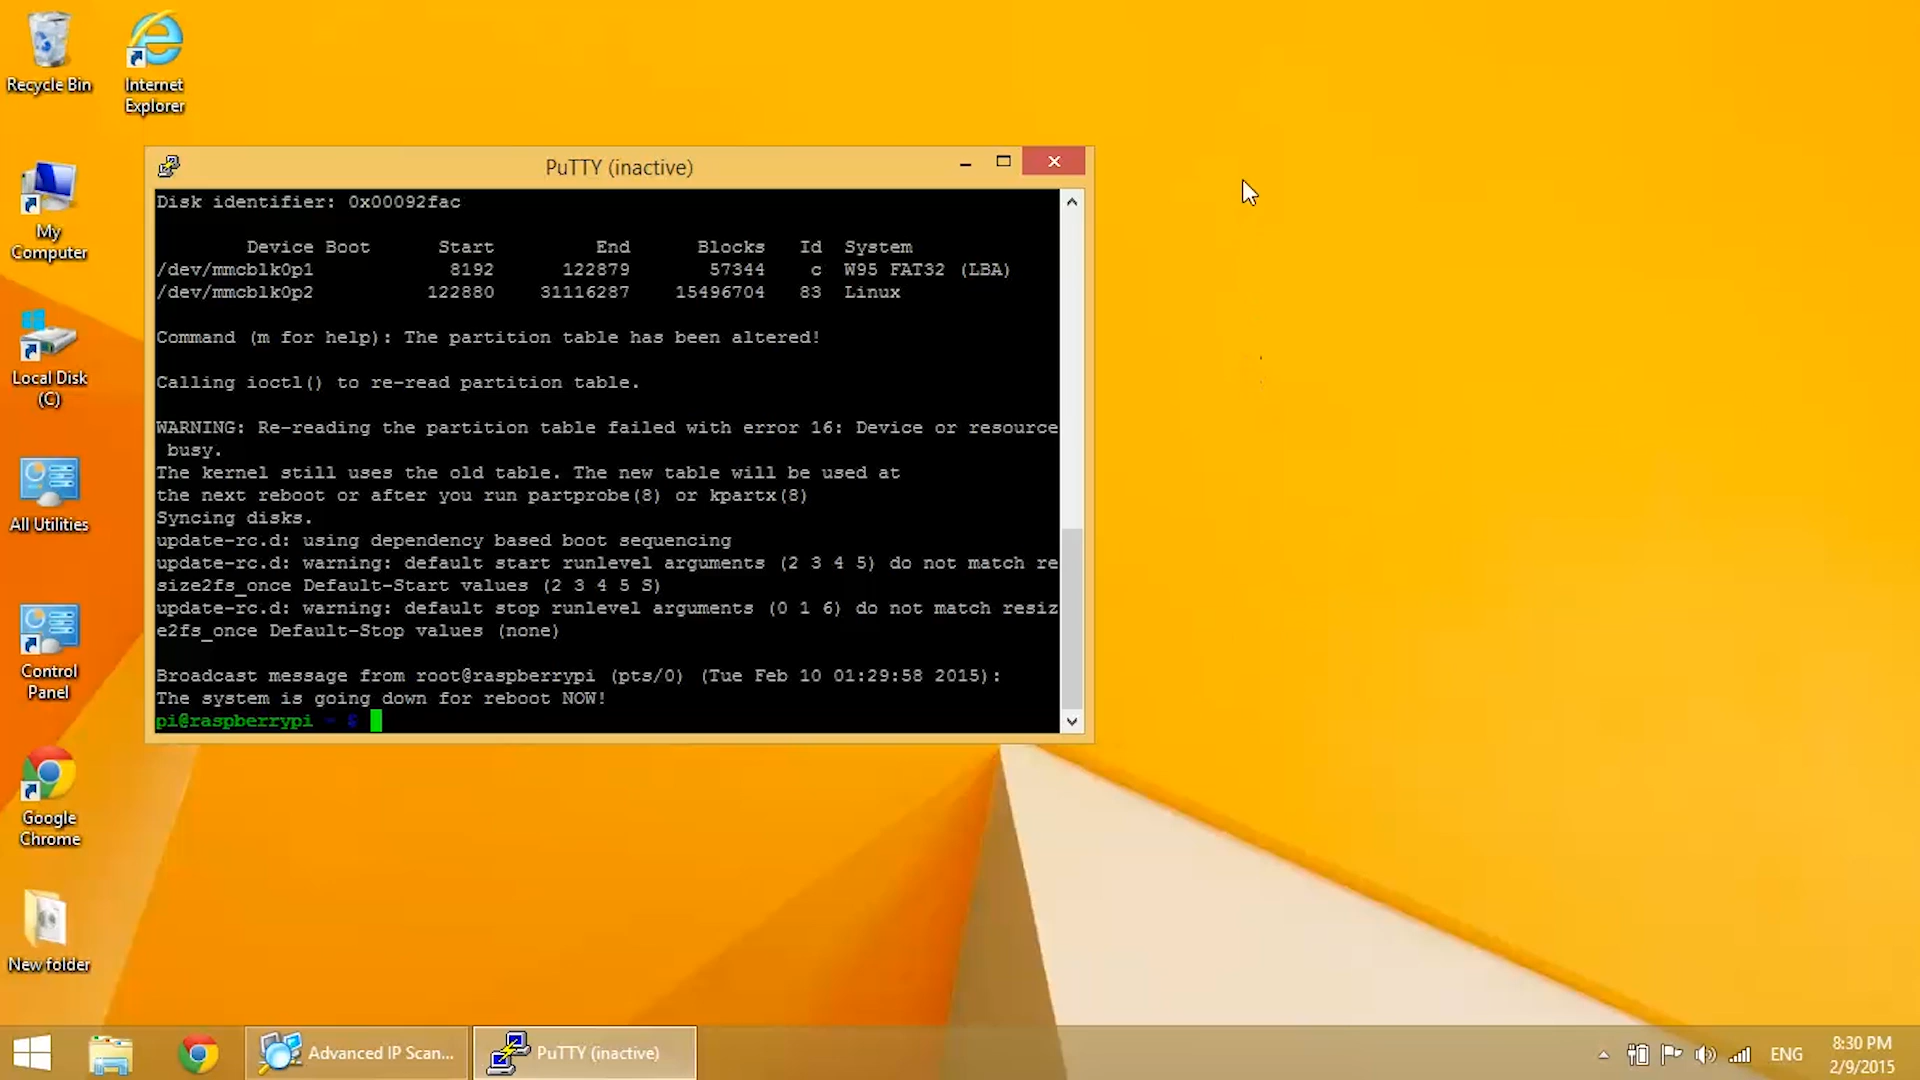 Recycle Bin
Internet
Explorer
My
Computer
Local Disk
(C)
All Utilities
Control
Panel
Google
Chrome
New folder
PuTTY (inactive)
Disk identifier: 0x00092fac
Device Boot Start End Blocks Id System
/dev/mmcblk0p1 8192 122879 57344 c W95 FAT32 (LBA)
/dev/mmcblk0p2 122880 31116287 15496704 83 Linux
Command (m for help): The partition table has been altered!
Calling ioctl() to re-read partition table.
WARNING: Re-reading the partition table failed with error 16: Device or resource
busy.
The kernel still uses the old table. The new table will be used at
the next reboot or after you run partprobe(8) or kpartx(8)
Syncing disks.
update-rc.d: using dependency based boot sequencing
update-rc.d: warning: default start runlevel arguments (2 3 4 5) do not match re
size2fs_once Default-Start values (2 3 4 5 S)
update-rc.d: warning: default stop runlevel arguments (0 1 6) do not match resiz
e2fs_once Default-Stop values (none)
Broadcast message from root@raspberrypi (pts/0) (Tue Feb 10 01:29:58 2015):
The system is going down for reboot NOW!
pi@raspberrypi ~ $
Advanced IP Scan...
PuTTY (inactive)
ENG
8:30 PM
2/9/2015